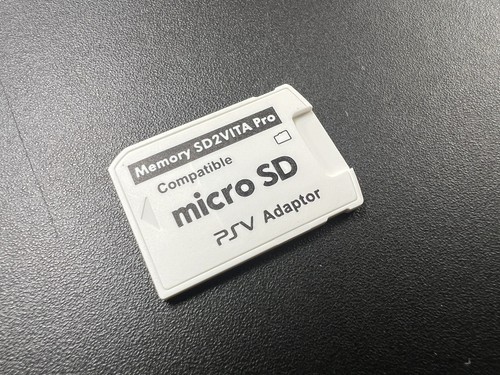 Memory SD2VITA Pro
Compatible
micro SD
PSV Adaptor